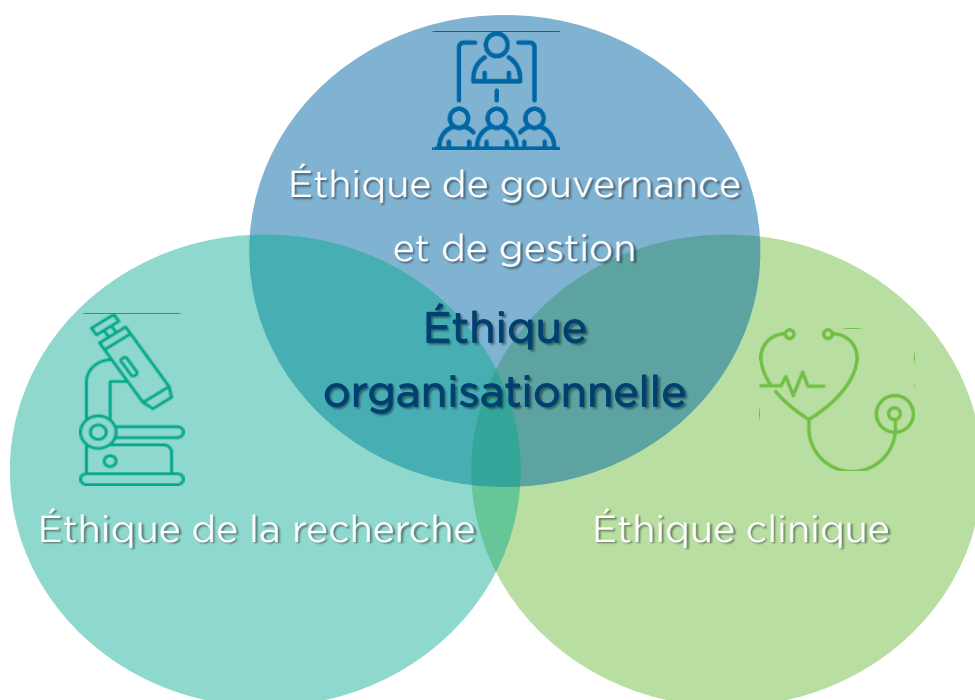 Éthique de gouvernance
et de gestion
Éthique
organisationnelle
Éthique de la recherche
Éthique clinique